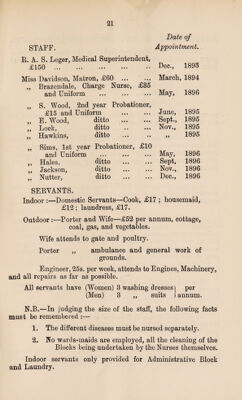 21
Date of
STAFF. Appointment.
R. A. S. Leger, Medical Superintendent,
£150 ... ... ... ... ... Dec., 1893
Miss Davidson, Matron, £60 ... ... March, 1894
„ Brazendale, Charge Nurse, £35
and Uniform ... ... ... May, 1896
„ S. Wood, 2nd year Probationer,
£15 and Uniform ... ... June, 1895
„ E. Wood, ditto ... ... Sept., 1895
„ Lock, ditto ... ... Nov., 1895
„ Hawkins, ditto ... ... „ 1895
„ Sims, 1st year Probationer, £10
and Uniform ... ... ... May, 1896
„ Hales, ditto ... ... Sept, 1896
„ Jackson, ditto ... ... Nov., 1896
„ Nutter, ditto ... ... Dec., 1896
SERVANTS.
Indoor :—Domestic Servants—Cook, £17 ; housemaid,
£12 ; laundress, £17.
Outdoor :—Porter and Wife—£52 per annum, cottage,
coal, gas, and vegetables.
Wife attends to gate and poultry.
Porter „ ambulance and general work of
grounds.
Engineer, 25s. per week, attends to Engines, Machinery,
and all repairs as far as possible.
All servants have (Women) 3 washing dresses } per
(Men) 3 „ suits } annum.
N.B.—In judging the size of the staff, the following facts
must be remembered :—
1. The different diseases must be nursed separately.
2. No wards-maids are employed, all the cleaning of the
Blocks being undertaken by the Nurses themselves.
Indoor servants only provided for Administrative Block
and Laundry.